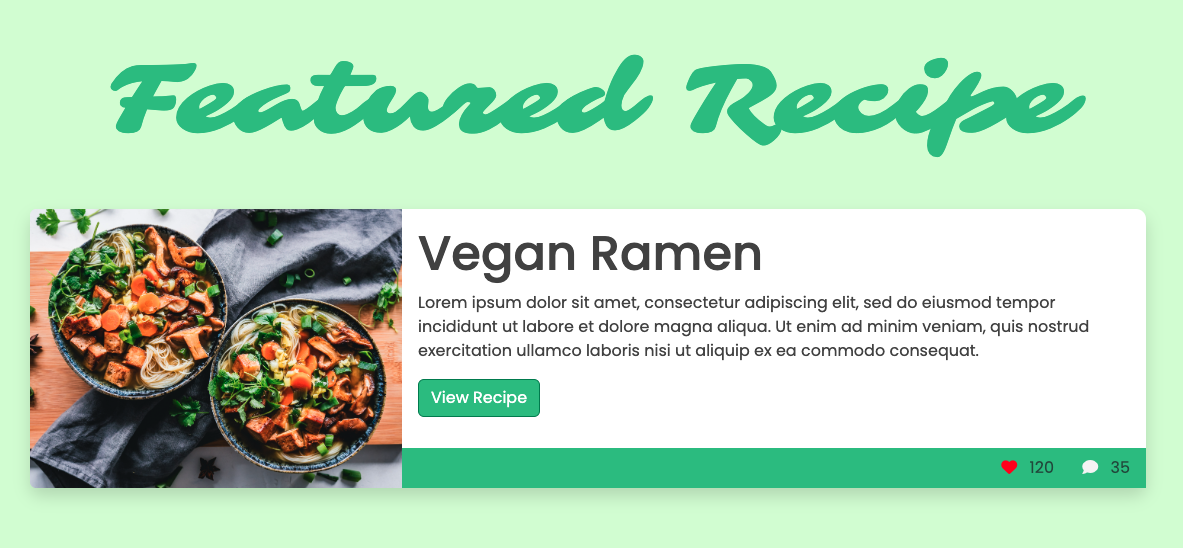 Featured Recipe
Vegan Ramen
Lorem ipsum dolor sit amet, consectetur adipiscing elit, sed do eiusmod tempor
incididunt ut labore et dolore magna aliqua. Ut enim ad minim veniam, quis nostrud
exercitation ullamco laboris nisi ut aliquip ex ea commodo consequat.
View Recipe
120 35